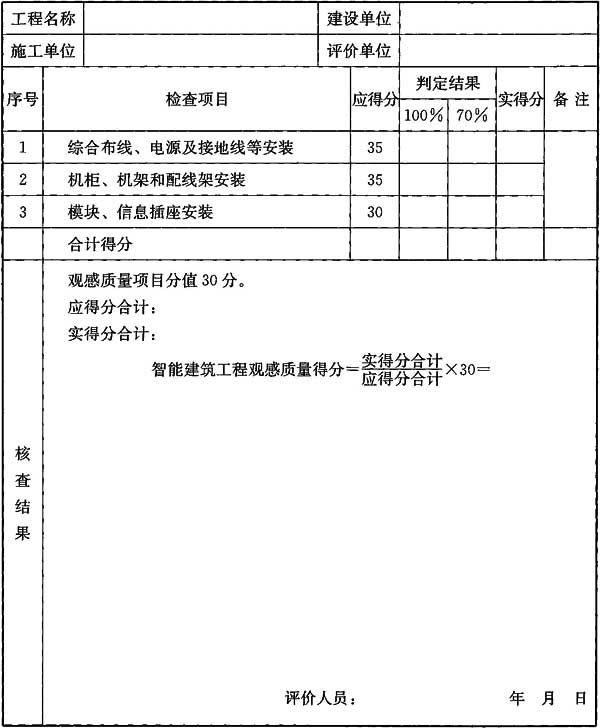 工程名称 建设单位
施工单位 评价单位
序号 检查项目 应得分 判定结果 实得分 备注
100% 70%
1 综合布线、电源及接地线等安装 35
2 机柜、机架和配线架安装 35
3 模块、信息插座安装 30
合计得分
核查结果
观感质量项目分值30分。
应得分合计：
实得分合计：
智能建筑工程观感质量得分=实得分合计/应得分合计×30=
评价人员： 年 月 日